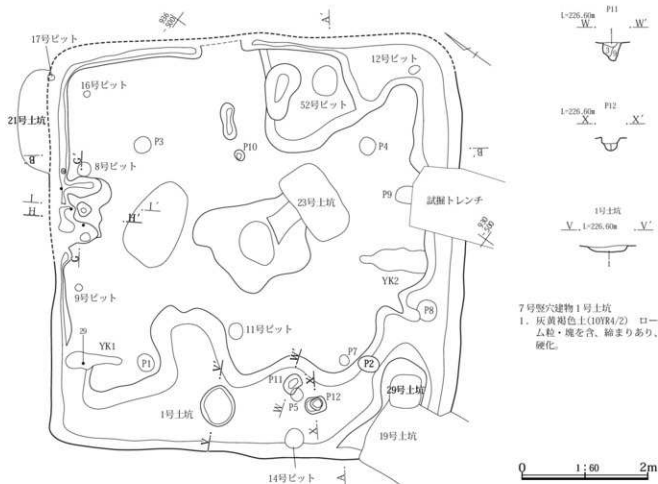 936
-900
A′
17号ピット
16号ピット
12号ピット
52号ピット
21号土坑
P3
P10
P4
G′
B
B′
8号ピット
I
I′
H
H′
P9
試掘トレンチ
23号土坑
930
-900
G
YK2
9号ピット
P8
29
YK1
P1
11号ピット
P7
P2
V′
W′
P11
X′
P5
P12
W
1号土坑
29号土坑
V
X
19号土坑
14号ピット
A
P11
L=226.60m
W W′
P12
L=226.60m
X X′
1号土坑
V L=226.60m V′
7号竪穴建物1号土坑
1. 灰黄褐色土(10YR4/2) ロー
ム粒・塊を含、締まりあり、
硬化。
0 1:60 2m